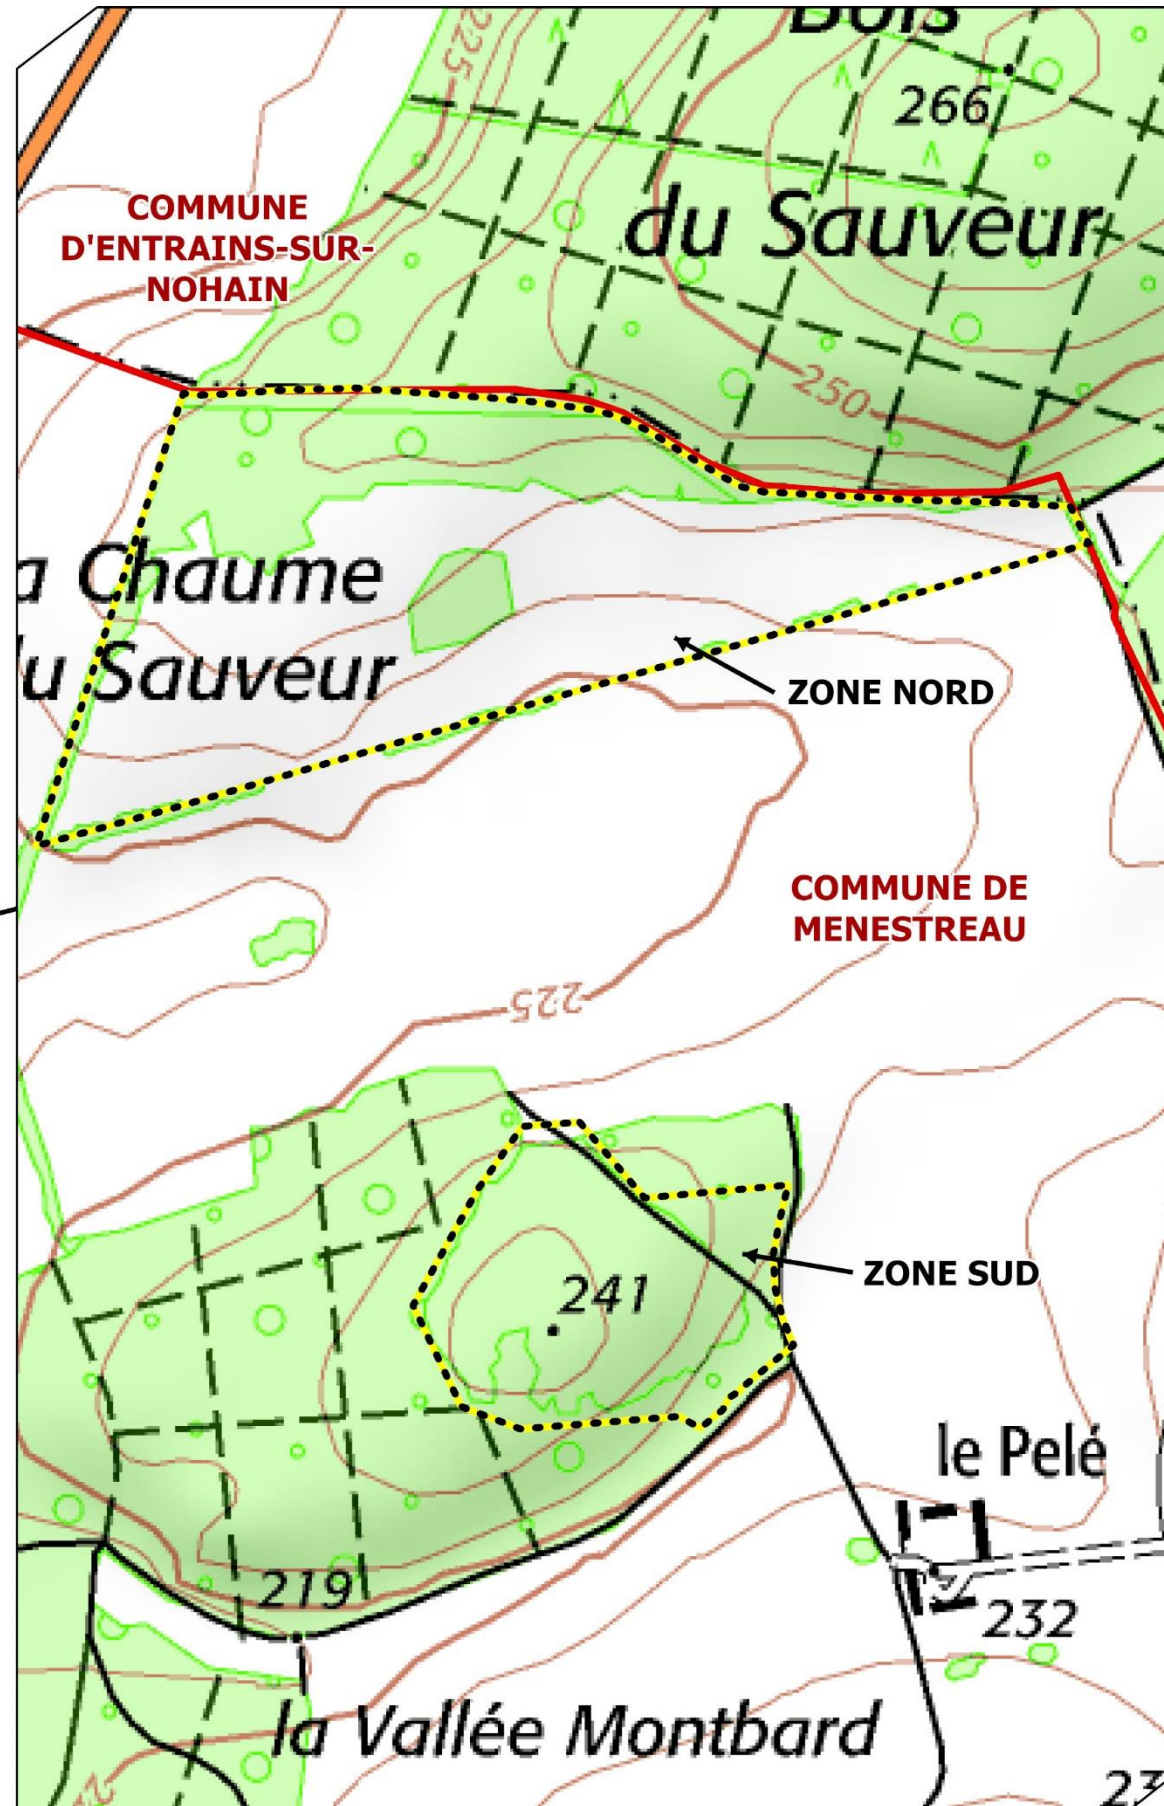 Bois
225
266
COMMUNE
D'ENTRAINS-SUR-
NOHAIN
du Sauveur
250
a Chaume
u Sauveur
ZONE NORD
COMMUNE DE
MENESTREAU
225
241
ZONE SUD
le Pelé
219
232
la Vallée Montbard